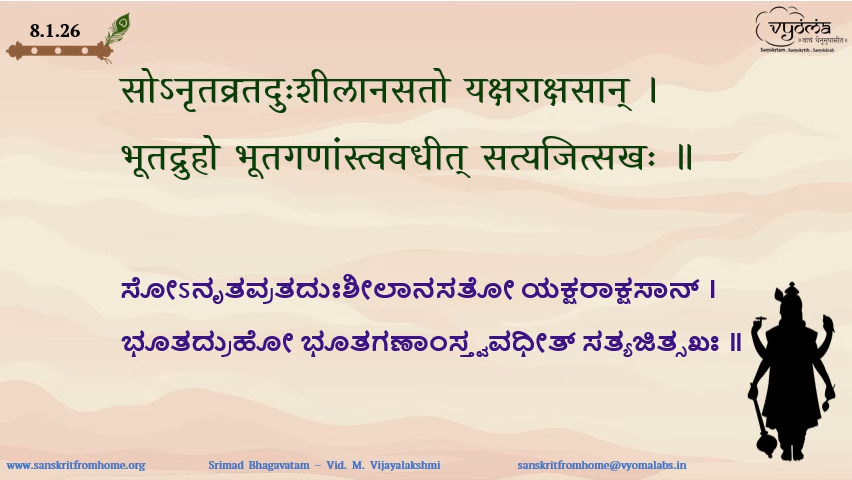 8.1.26
vyoma
॥वाचं धेनुमुपासीत॥
Samskrtam, Samskrtih, Samskarah
सोऽनृतव्रतदुःशीलानसतो यक्षराक्षसान् ।
भूतद्रुहो भूतगणांस्त्ववधीत् सत्यजित्सखः ॥
ಸೋಽನೃತವ್ರತದುಃಶೀಲಾನಸತೋ ಯಕ್ಷರಾಕ್ಷಸಾನ್ ।
ಭೂತದ್ರುಹೋ ಭೂತಗಣಾಂಸ್ತ್ವವಧೀತ್ ಸತ್ಯಜಿತ್ಸಖಃ ॥
www.sanskritfromhome.org Srimad Bhagavatam – Vid. M. Vijayalakshmi sanskritfromhome@vyomalabs.in